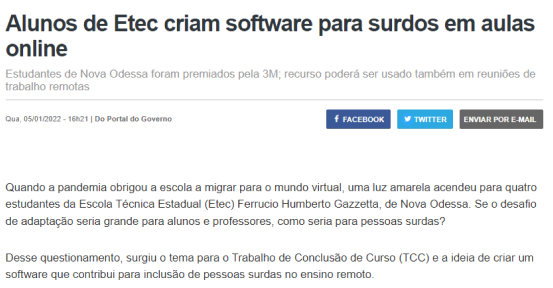 Alunos de Etec criam software para surdos em aulas
online
Estudantes de Nova Odessa foram premiados pela 3M; recurso poderá ser usado também em reuniões de
trabalho remotas
Qua, 05/01/2022 - 16h21 | Do Portal do Governo
FACEBOOK
TWITTER
ENVIAR POR E-MAIL
Quando a pandemia obrigou a escola a migrar para o mundo virtual, uma luz amarela acendeu para quatro
estudantes da Escola Técnica Estadual (Etec) Ferrucio Humberto Gazzetta, de Nova Odessa. Se o desafio
de adaptação seria grande para alunos e professores, como seria para pessoas surdas?
Desse questionamento, surgiu o tema para o Trabalho de Conclusão de Curso (TCC) e a ideia de criar um
software que contribui para inclusão de pessoas surdas no ensino remoto.